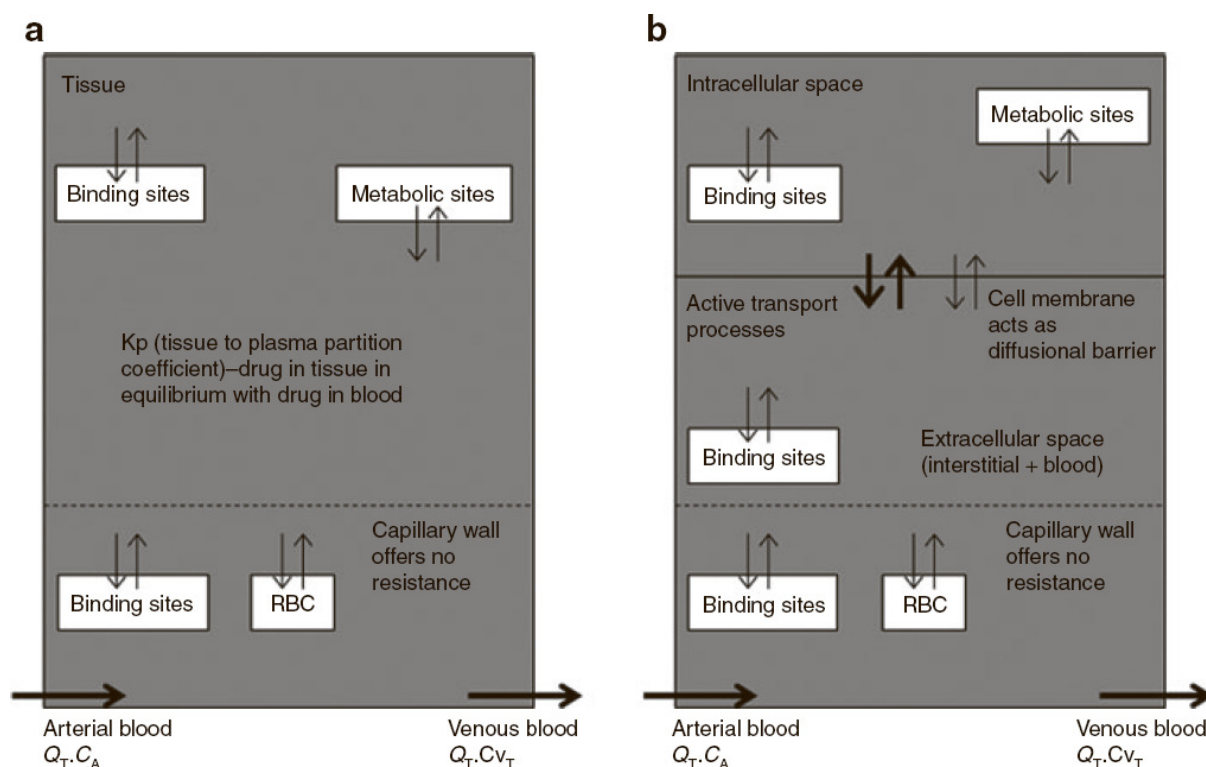 a
Tissue
Binding sites
Metabolic sites
Kp (tissue to plasma partition
coefficient)–drug in tissue in
equilibrium with drug in blood
Capillary wall
offers no
resistance
Binding sites
RBC
Arterial blood
Q_T.C_A
Venous blood
Q_T.Cv_T
b
Intracellular space
Metabolic sites
Binding sites
Active transport
processes
Cell membrane
acts as
diffusional barrier
Binding sites
Extracellular space
(interstitial + blood)
Capillary wall
offers no
resistance
Binding sites
RBC
Arterial blood
Q_T.C_A
Venous blood
Q_T.Cv_T